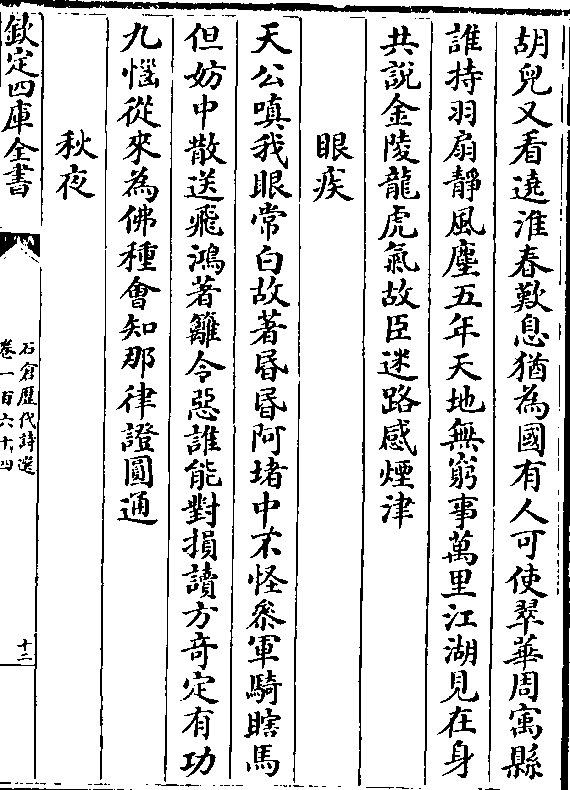 胡兒又看遶淮春歎息猶為國有人可使翠華周寓縣
誰持羽扇靜風塵五年天地無窮事萬里江湖見在身
共說金陵龍虎氣故臣迷路感煙津
眼疾
天公嗔我眼常白故著昬昬阿堵中不怪叅軍騎瞎馬
但妨中散送飛鴻著籬令惡誰能對損讀方奇定有功
九惱從來為佛種會知那律證圓通
秋夜
欽定四庫全書
石倉歴代詩選
卷一百六十四
十二